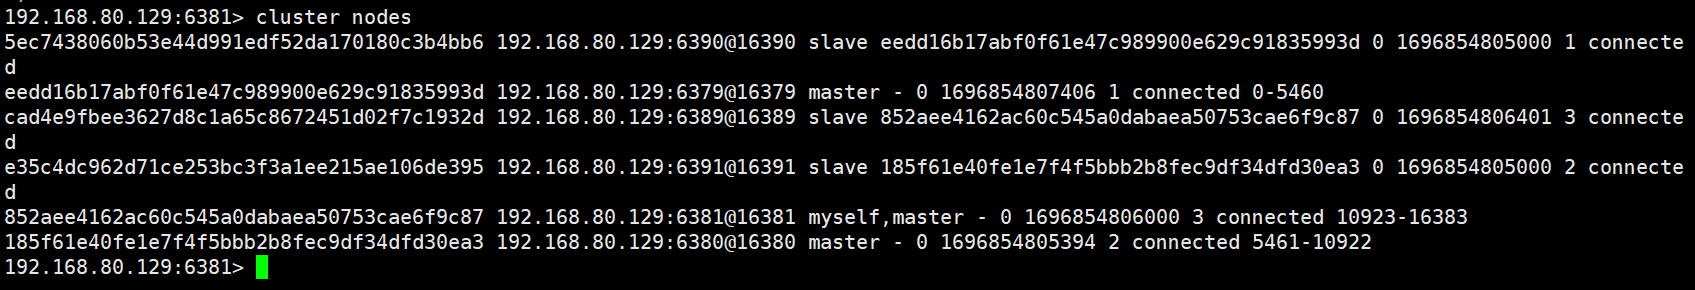 192.168.80.129:6381> cluster nodes
5ec7438060b53e44d991edf52da170180c3b4bb6 192.168.80.129:6390@16390 slave eedd16b17abf0f61e47c989900e629c91835993d 0 1696854805000 1 connecte
d
eedd16b17abf0f61e47c989900e629c91835993d 192.168.80.129:6379@16379 master - 0 1696854807406 1 connected 0-5460
cad4e9fbee3627d8c1a65c8672451d02f7c1932d 192.168.80.129:6389@16389 slave 852aee4162ac60c545a0dabaea50753cae6f9c87 0 1696854806401 3 connecte
d
e35c4dc962d71ce253bc3f3a1ee215ae106de395 192.168.80.129:6391@16391 slave 185f61e40fe1e7f4f5bbb2b8fec9df34dfd30ea3 0 1696854805000 2 connecte
d
852aee4162ac60c545a0dabaea50753cae6f9c87 192.168.80.129:6381@16381 myself,master - 0 1696854806000 3 connected 10923-16383
185f61e40fe1e7f4f5bbb2b8fec9df34dfd30ea3 192.168.80.129:6380@16380 master - 0 1696854805394 2 connected 5461-10922
192.168.80.129:6381>